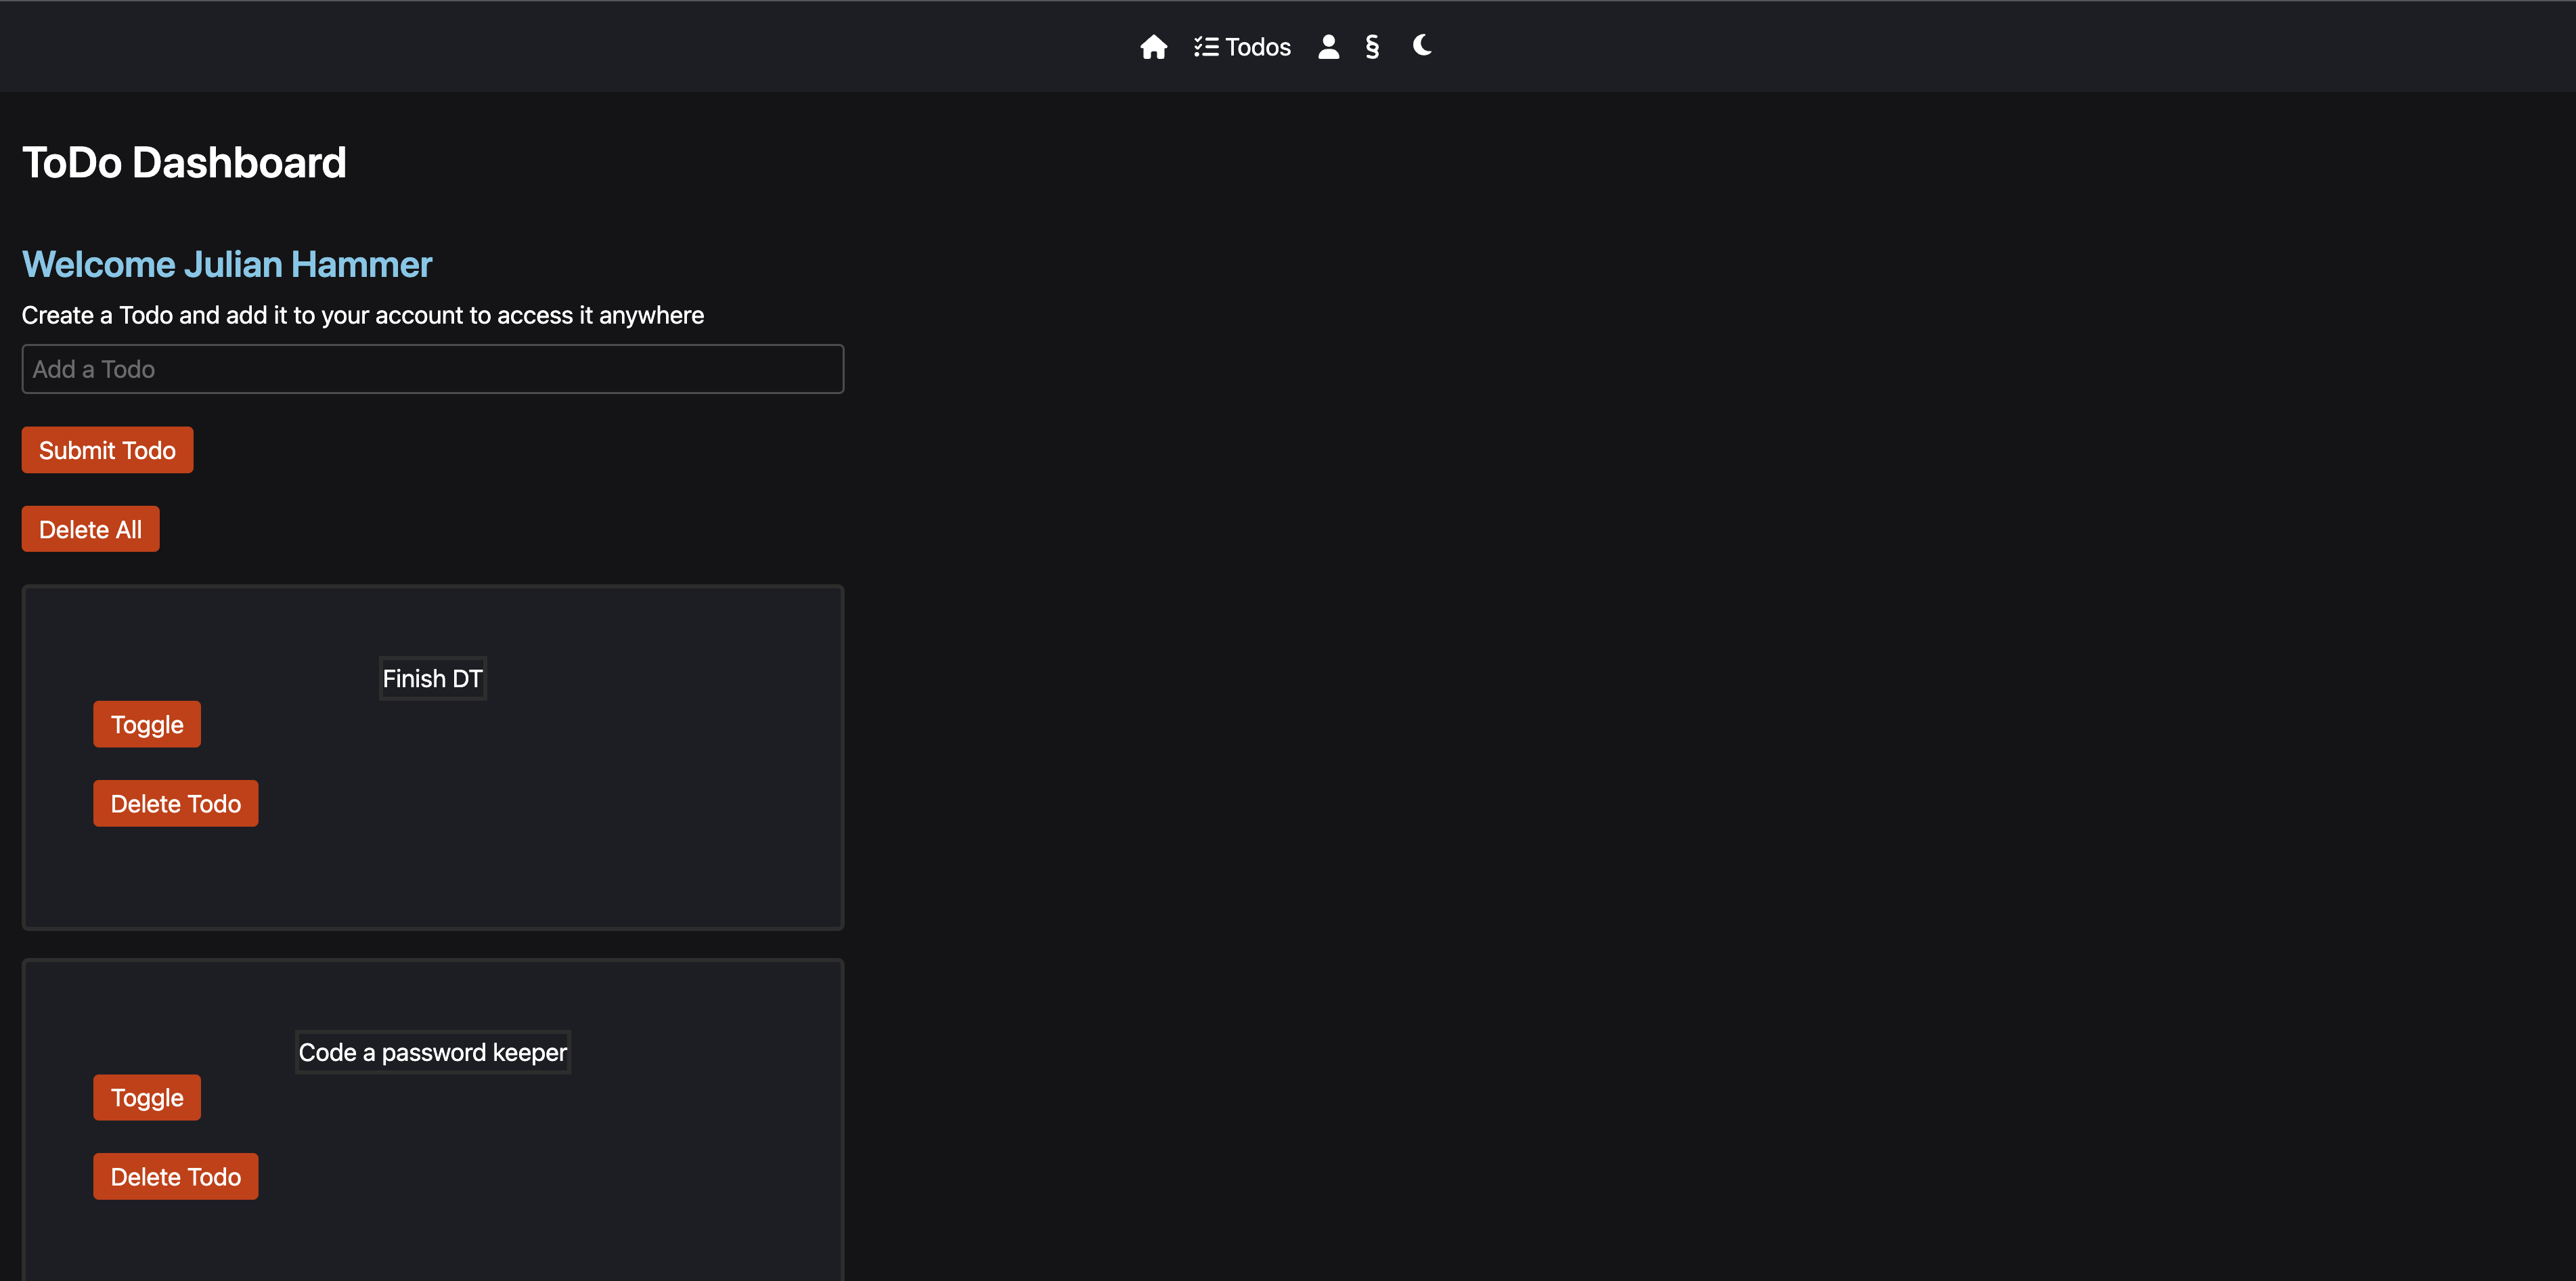 Todos §
ToDo Dashboard
Welcome Julian Hammer
Create a Todo and add it to your account to access it anywhere
Add a Todo
Submit Todo
Delete All
Finish DT
Toggle
Delete Todo
Code a password keeper
Toggle
Delete Todo